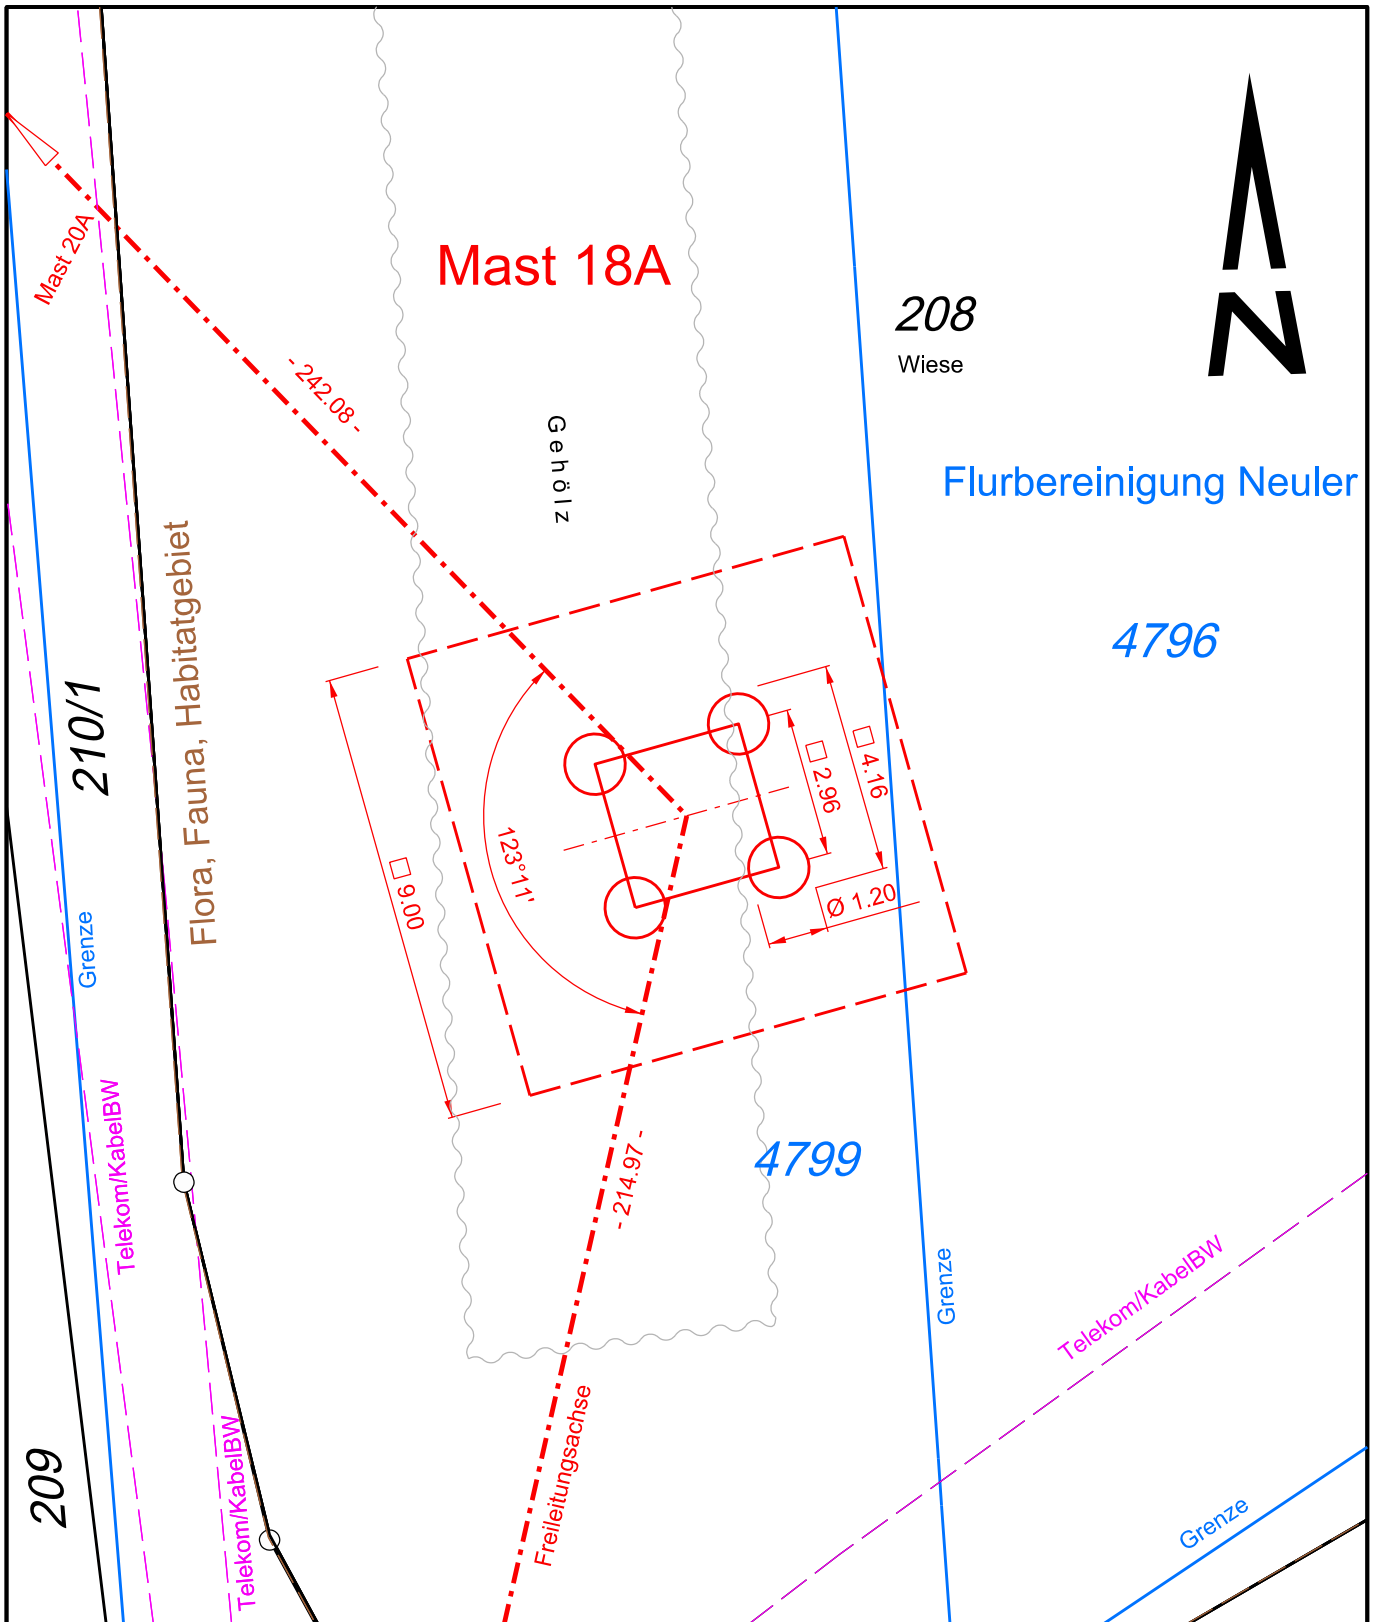 Mast 20A
Mast 18A
208
Wiese
N
- 242.08 -
Gehölz
Flurbereinigung Neuler
4796
210/1
Flora, Fauna, Habitatgebiet
Grenze
□ 9.00
123°11'
□ 2.96
□ 4.16
Ø 1.20
Telekom/KabelBW
- 214.97 -
4799
Grenze
Telekom/KabelBW
Freileitungsachse
209
Telekom/KabelBW
Grenze